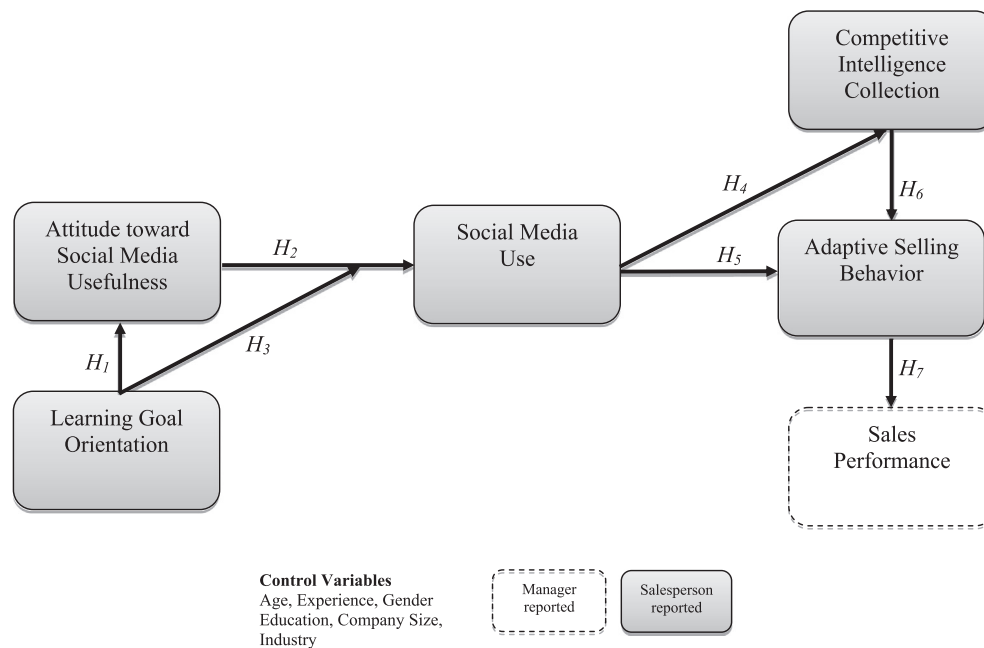 Competitive
Intelligence
Collection
H4
H6
Attitude toward
Social Media
Usefulness
H2
Social Media
Use
H5
Adaptive Selling
Behavior
H1
H3
H7
Learning Goal
Orientation
Sales
Performance
Control Variables
Age, Experience, Gender
Education, Company Size,
Industry
Manager
reported
Salesperson
reported